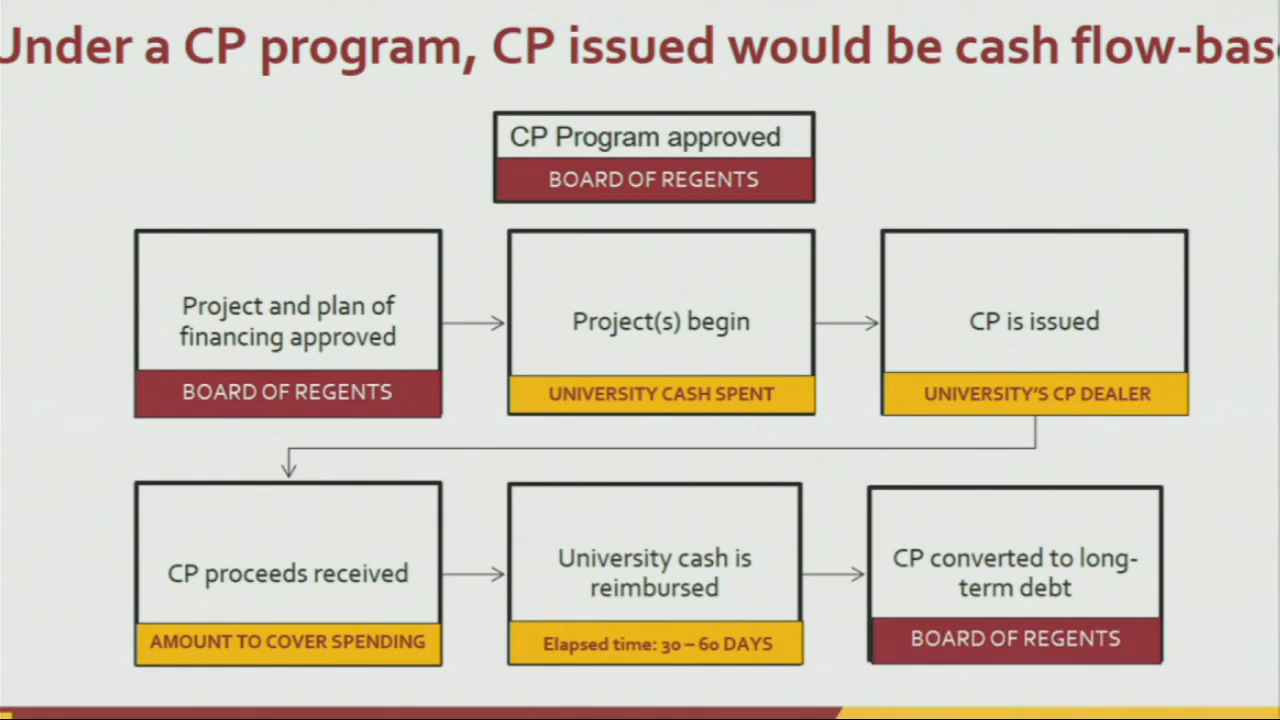 Under a CP program, CP issued would be cash flow-bas
CP Program approved
BOARD OF REGENTS
Project and plan of
financing approved
BOARD OF REGENTS
Project(s) begin
UNIVERSITY CASH SPENT
CP is issued
UNIVERSITY'S CP DEALER
CP proceeds received
AMOUNT TO COVER SPENDING
University cash is
reimbursed
Elapsed time: 30 – 60 DAYS
CP converted to long-
term debt
BOARD OF REGENTS